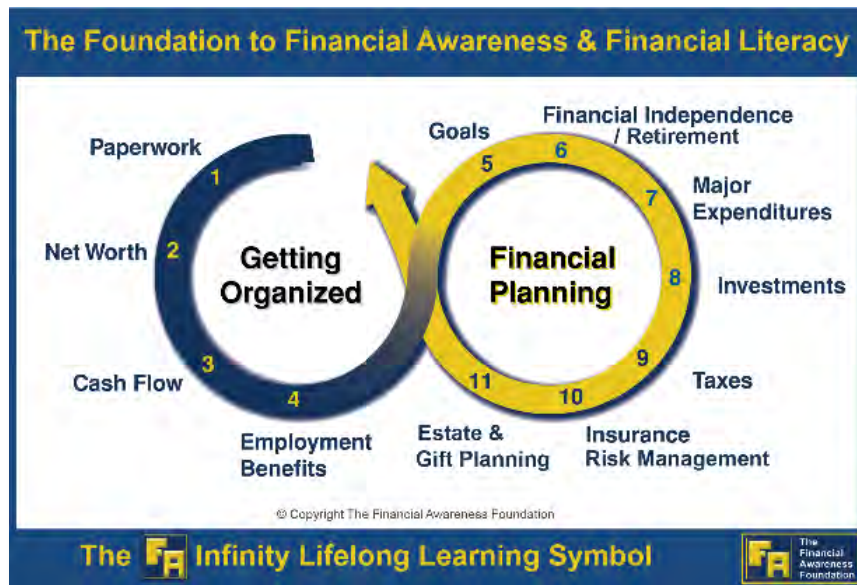 The Foundation to Financial Awareness & Financial Literacy
Paperwork
1
Net Worth
2
Cash Flow
3
4
Employment
Benefits
Getting
Organized
Goals
5
Financial Independence
/ Retirement
6
7
Major
Expenditures
8
Investments
9
Taxes
10
Insurance
Risk Management
11
Estate &
Gift Planning
Financial
Planning
© Copyright The Financial Awareness Foundation
The FA Infinity Lifelong Learning Symbol
FA
The
Financial
Awareness
Foundation